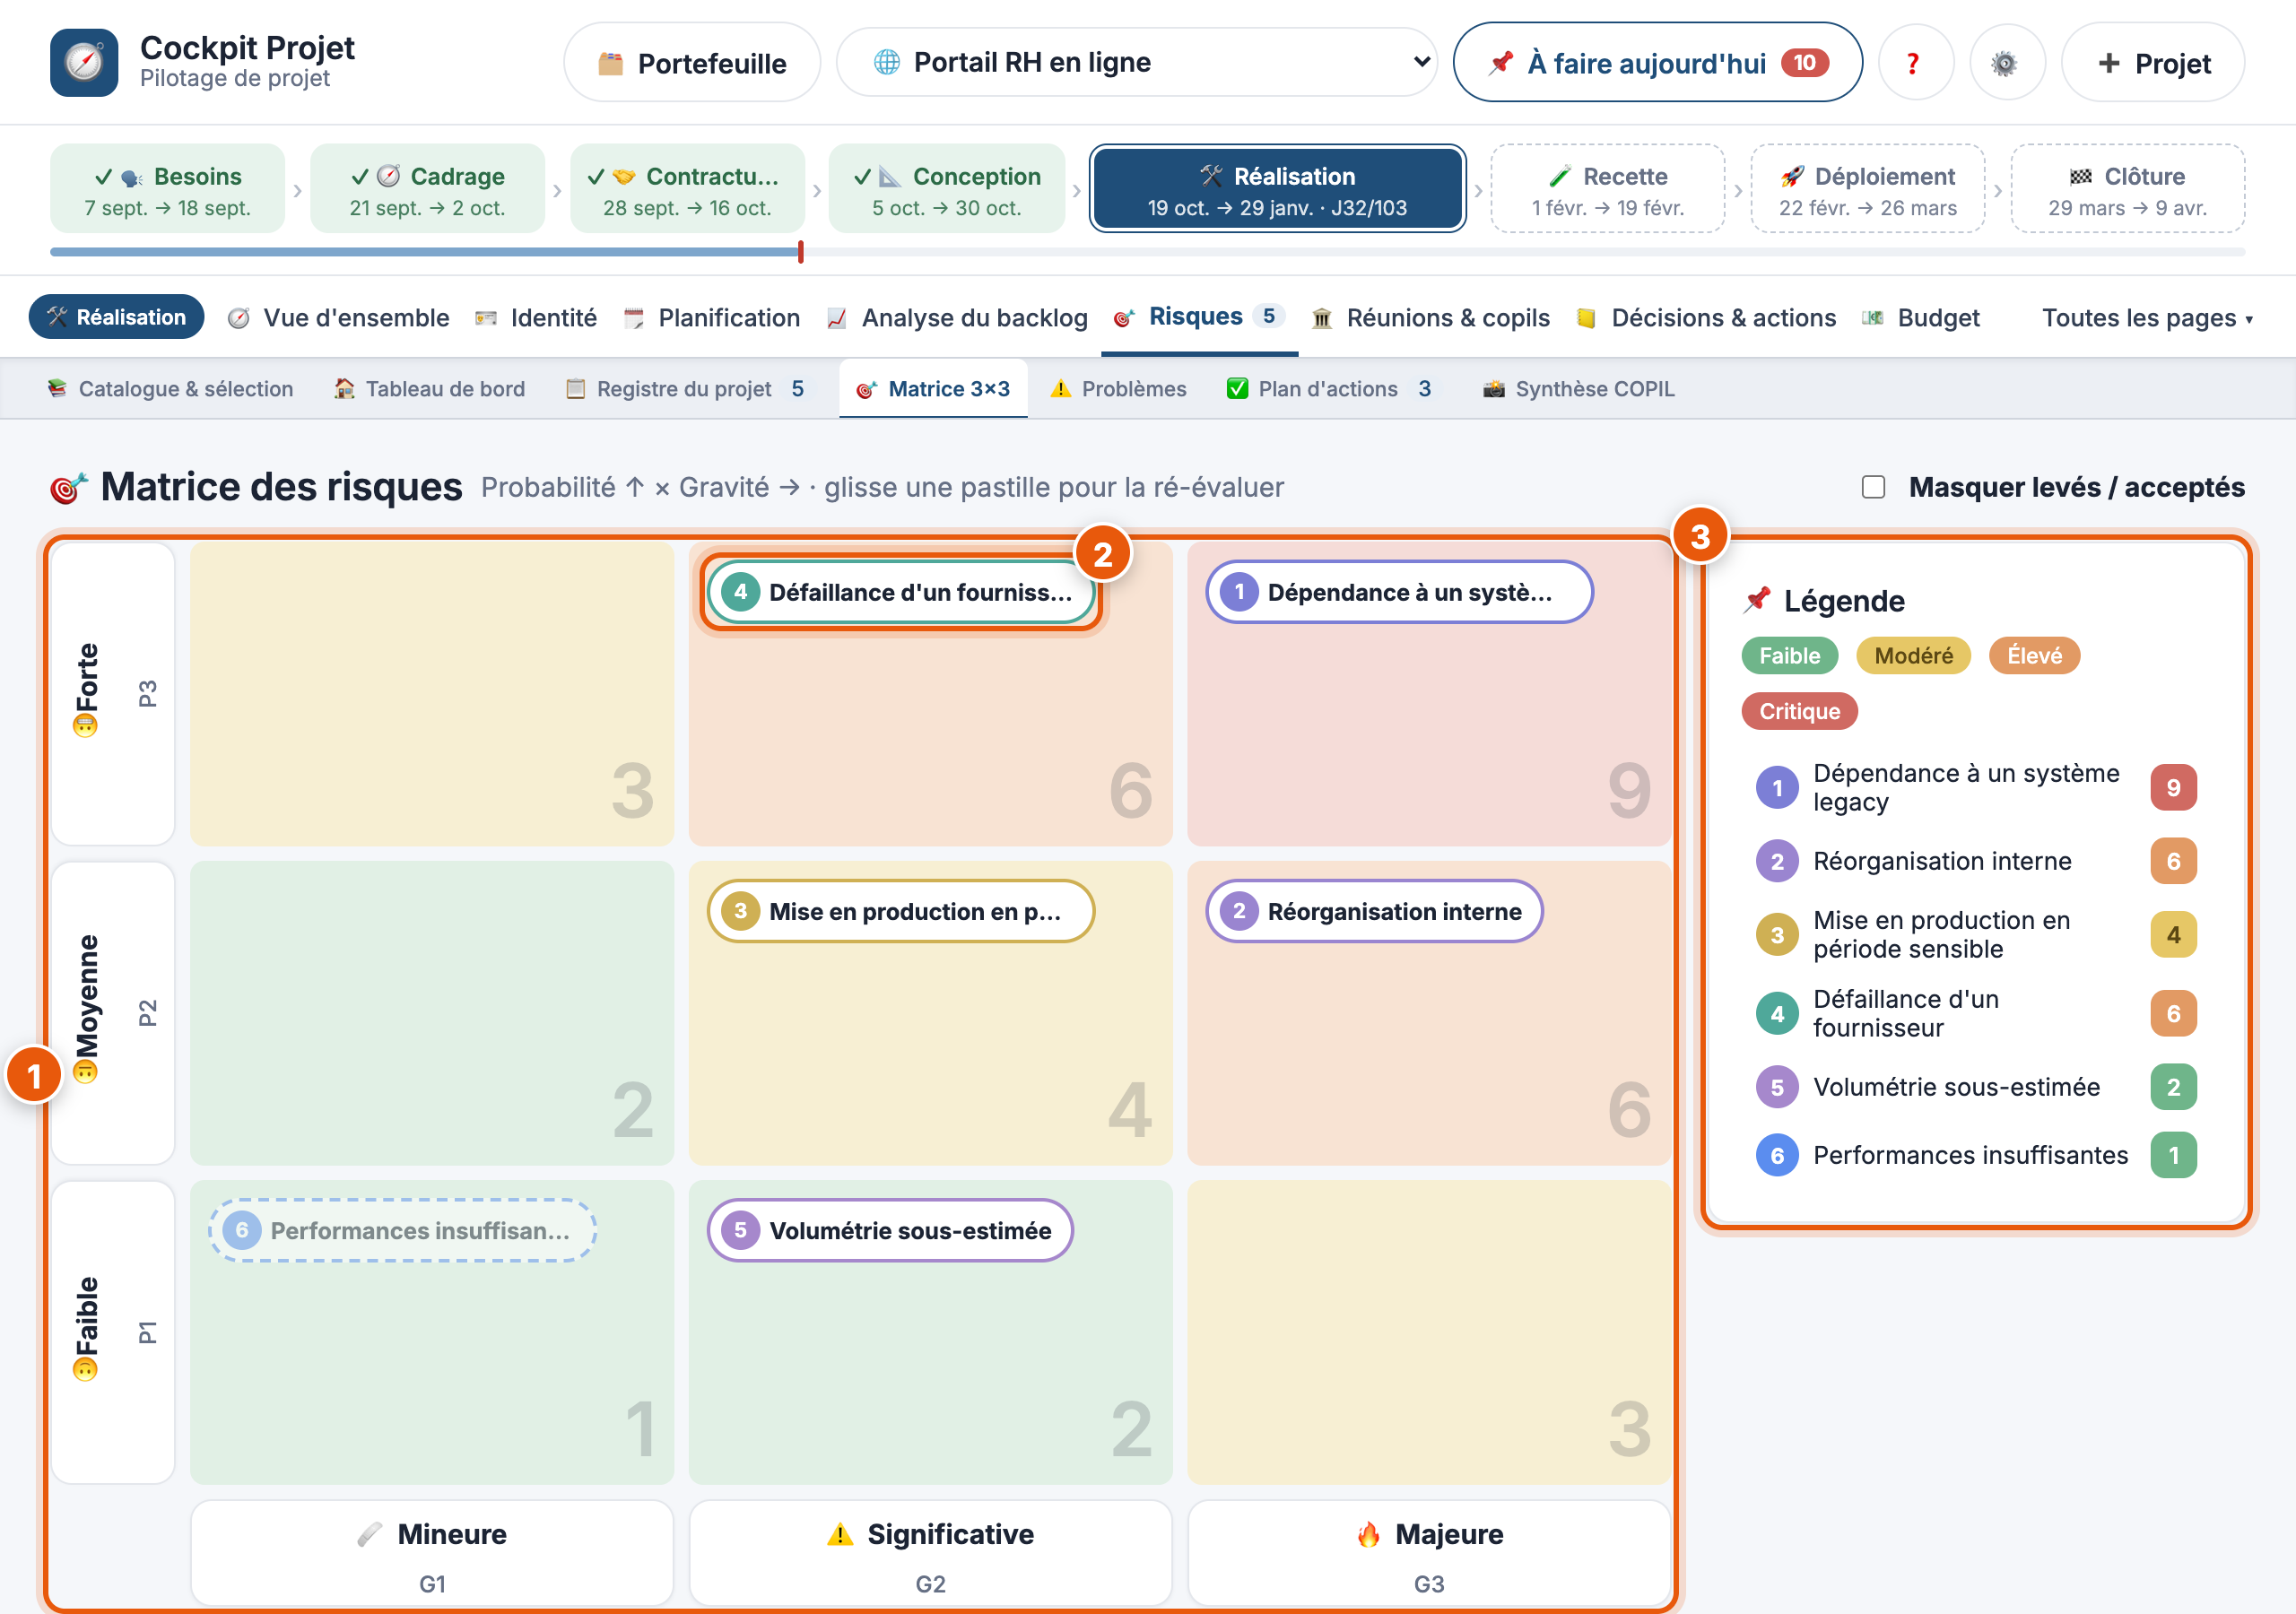 Cockpit Projet
Pilotage de projet
Portefeuille
Portail RH en ligne
À faire aujourd'hui 10
?
+ Projet
✓ Besoins
7 sept. → 18 sept.
✓ Cadrage
21 sept. → 2 oct.
✓ Contractu…
28 sept. → 16 oct.
✓ Conception
5 oct. → 30 oct.
Réalisation
19 oct. → 29 janv. · J32/103
Recette
1 févr. → 19 févr.
Déploiement
22 févr. → 26 mars
Clôture
29 mars → 9 avr.
Réalisation
Vue d'ensemble
Identité
Planification
Analyse du backlog
Risques 5
Réunions & copils
Décisions & actions
Budget
Toutes les pages ▾
Catalogue & sélection
Tableau de bord
Registre du projet 5
Matrice 3×3
Problèmes
Plan d'actions 3
Synthèse COPIL
Matrice des risques
Probabilité ↑ × Gravité → · glisse une pastille pour la ré-évaluer
Masquer levés / acceptés
1
2
3
Forte
P3
3
4 Défaillance d'un fourniss…
6
1 Dépendance à un systè…
9
Moyenne
P2
2
3 Mise en production en p…
4
2 Réorganisation interne
6
Faible
P1
6 Performances insuffisan…
1
5 Volumétrie sous-estimée
2
3
Mineure
G1
Significative
G2
Majeure
G3
Légende
Faible
Modéré
Élevé
Critique
1 Dépendance à un système
legacy
9
2 Réorganisation interne 6
3 Mise en production en
période sensible
4
4 Défaillance d'un
fournisseur
6
5 Volumétrie sous-estimée 2
6 Performances insuffisantes 1